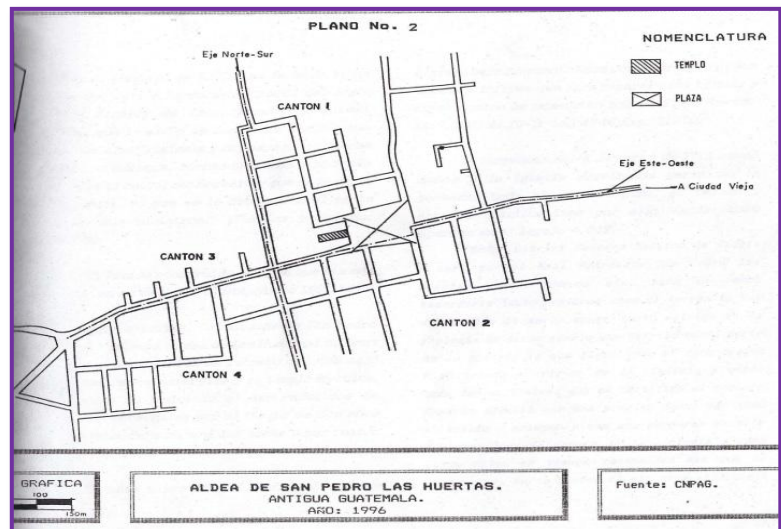 PLANO No. 2
NOMENCLATURA
TEMPLO
PLAZA
Eje Norte-Sur
CANTON 1
Eje Este-Oeste
A Ciudad Vieja
CANTON 3
CANTON 2
CANTON 4
GRAFICA
100
150m
ALDEA DE SAN PEDRO LAS HUERTAS.
ANTIGUA GUATEMALA.
AÑO: 1996
Fuente: CNPAG.